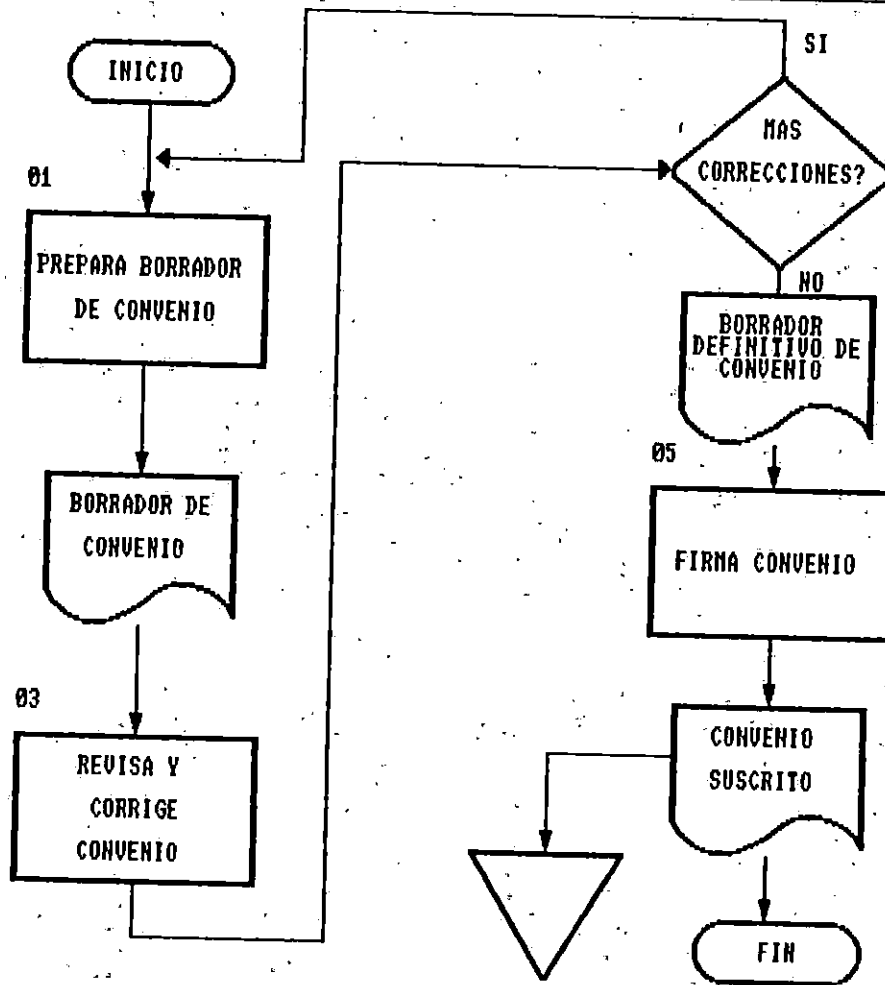 INICIO
01
PREPARA BORRADOR
DE CONVENIO
BORRADOR DE
CONVENIO
03
REVISA Y
CORRIGE
CONVENIO
SI
MAS
CORRECCIONES?
NO
BORRADOR
DEFINITIVO DE
CONVENIO
05
FIRMA CONVENIO
CONVENIO
SUSCRITO
FIN